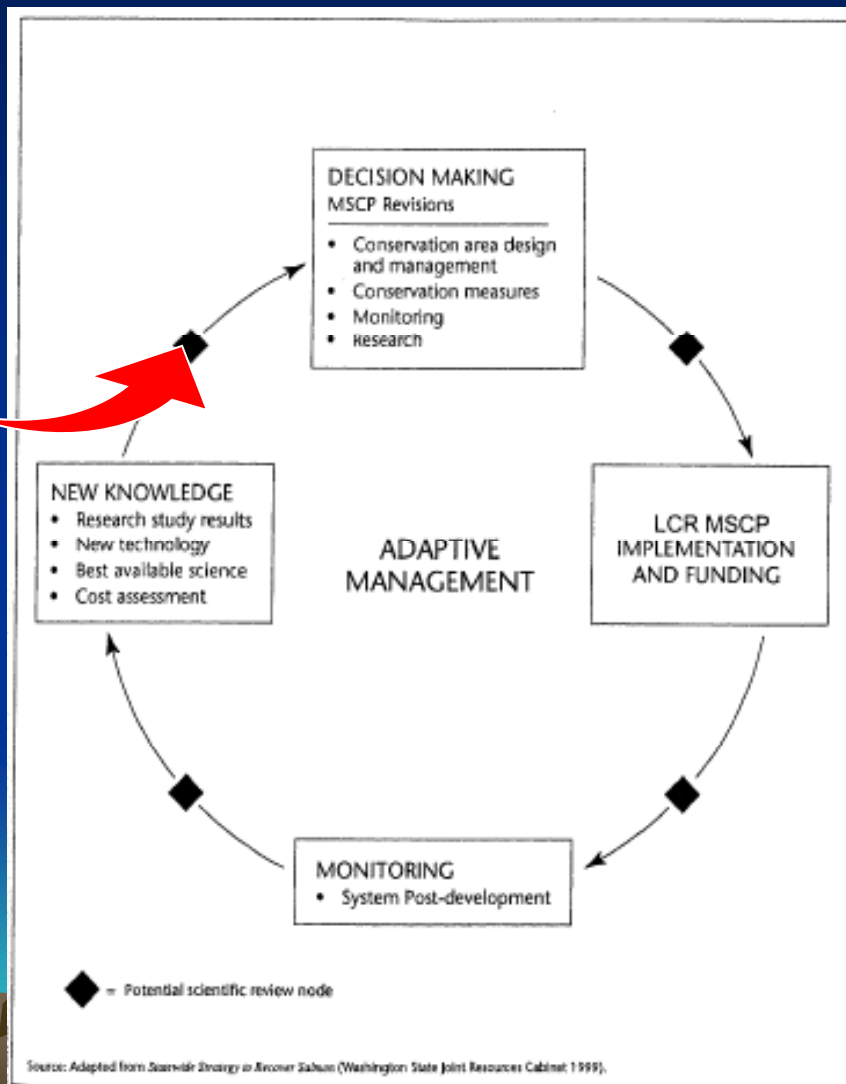 DECISION MAKING
MSCP Revisions
• Conservation area design
and management
• Conservation measures
• Monitoring
• Research
NEW KNOWLEDGE
• Research study results
• New technology
• Best available science
• Cost assessment
ADAPTIVE
MANAGEMENT
LCR MSCP
IMPLEMENTATION
AND FUNDING
MONITORING
• System Post-development
= Potential scientific review node
Source: Adapted from Statewide Strategy to Recover Salmon (Washington State Joint Resources Cabinet 1999).